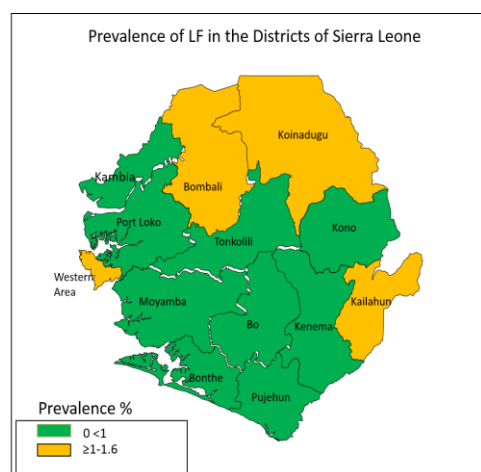 Prevalence of LF in the Districts of Sierra Leone
Koinadugu
Kambia
Bombali
Port Loko
Kono
Tonkolili
Western
Area
Moyamba
Kailahun
Bo
Kenema
Bonthe
Pujehun
Prevalence %
0 <1
≥1-1.6